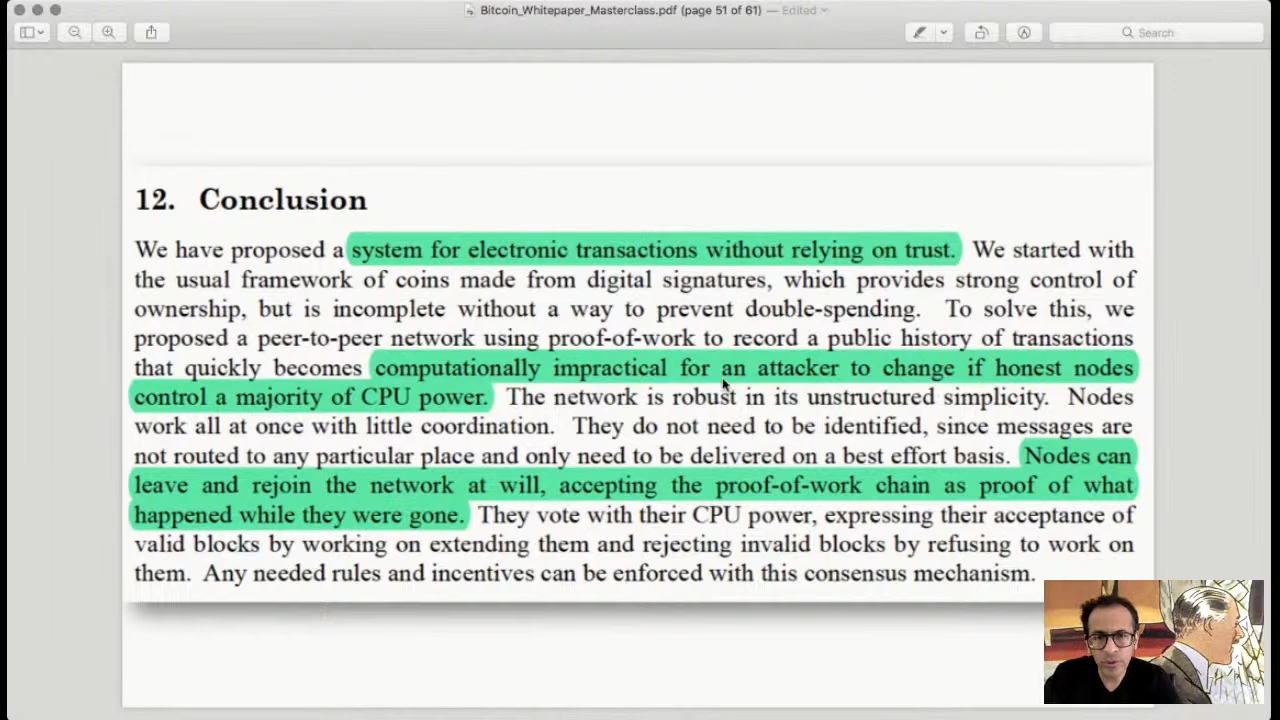 Bitcoin_Whitepaper_Masterclass.pdf (page 51 of 61) — Edited
Search
12. Conclusion
We have proposed a system for electronic transactions without relying on trust. We started with
the usual framework of coins made from digital signatures, which provides strong control of
ownership, but is incomplete without a way to prevent double-spending. To solve this, we
proposed a peer-to-peer network using proof-of-work to record a public history of transactions
that quickly becomes computationally impractical for an attacker to change if honest nodes
control a majority of CPU power. The network is robust in its unstructured simplicity. Nodes
work all at once with little coordination. They do not need to be identified, since messages are
not routed to any particular place and only need to be delivered on a best effort basis. Nodes can
leave and rejoin the network at will, accepting the proof-of-work chain as proof of what
happened while they were gone. They vote with their CPU power, expressing their acceptance of
valid blocks by working on extending them and rejecting invalid blocks by refusing to work on
them. Any needed rules and incentives can be enforced with this consensus mechanism.